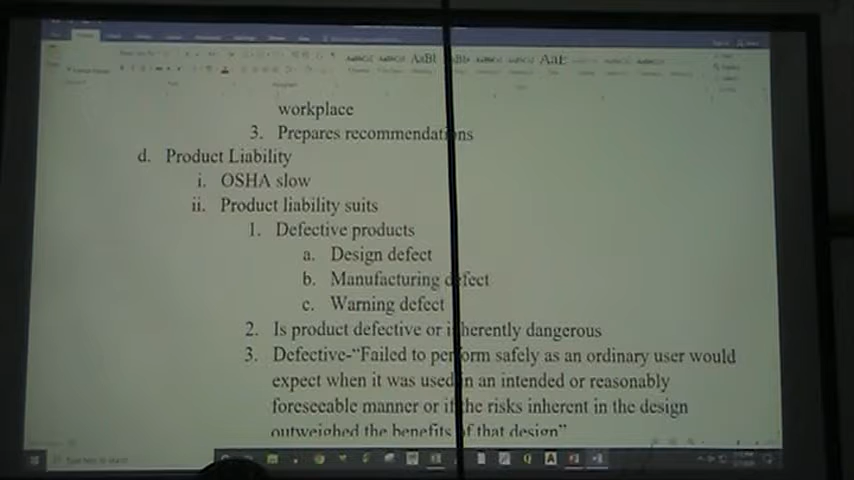 workplace
3. Prepares recommendations
d. Product Liability
i. OSHA slow
ii. Product liability suits
1. Defective products
a. Design defect
b. Manufacturing defect
c. Warning defect
2. Is product defective or inherently dangerous
3. Defective-“Failed to perform safely as an ordinary user would
expect when it was used in an intended or reasonably
foreseeable manner or if the risks inherent in the design
outweighed the benefits of that design”